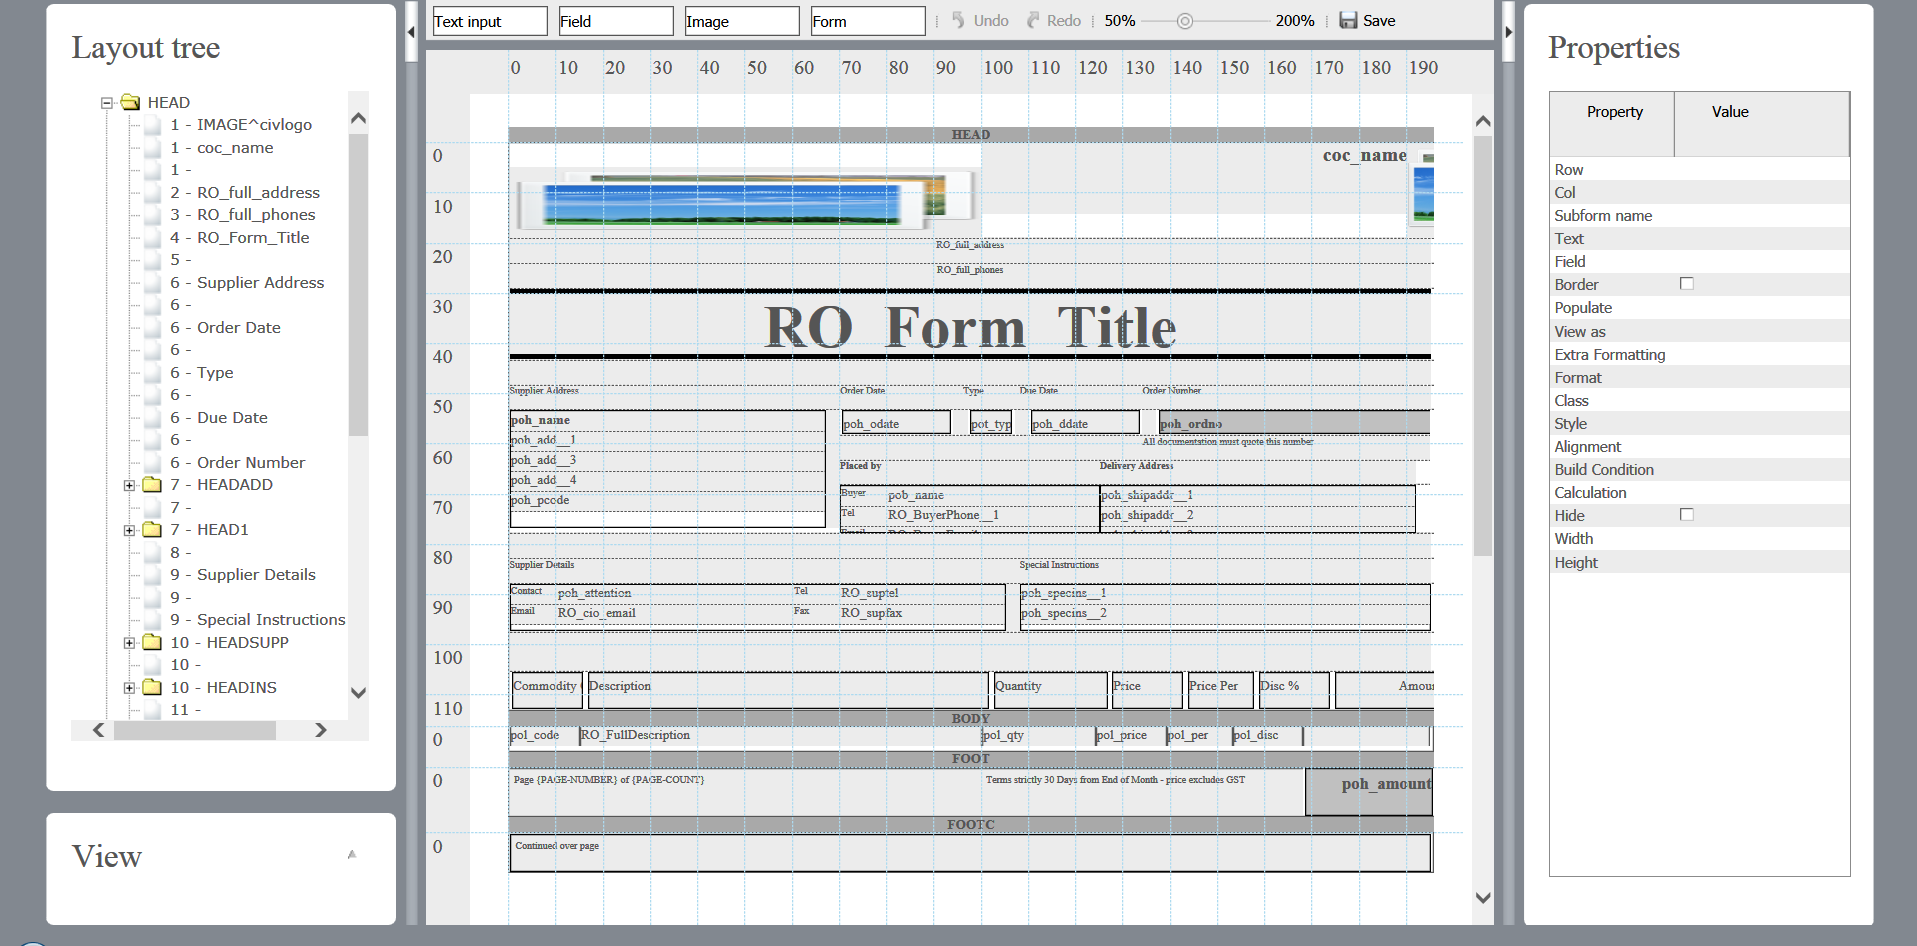 Layout tree
HEAD
1 - IMAGE^civlogo
1 - coc_name
1 -
2 - RO_full_address
3 - RO_full_phones
4 - RO_Form_Title
5 -
6 - Supplier Address
6 -
6 - Order Date
6 -
6 - Type
6 -
6 - Due Date
6 -
6 - Order Number
7 - HEADADD
7 -
7 - HEAD1
8 -
9 - Supplier Details
9 -
9 - Special Instructions
10 - HEADSUPP
10 -
10 - HEADINS
11 -
View
Text input Field Image Form Undo Redo 50% 200% Save
0 10 20 30 40 50 60 70 80 90 100 110 120 130 140 150 160 170 180 190
HEAD
0 coc_name
10
20 RO_full_address
RO_full_phones
30 RO_Form_Title
40
Supplier Address Order Date Type Due Date Order Number
50
poh_name poh_odate pot_typ poh_ddate poh_ordno
poh_add__1 All documentation must quote this number
60 poh_add__3 Placed by Delivery Address
poh_add__4
poh_pcode Buyer pob_name poh_shipaddr__1
70 Tel RO_BuyerPhone__1 poh_shipaddr__2
80
Supplier Details Special Instructions
Contact poh_attention Tel RO_suptel poh_specins__1
90 Email RO_cio_email Fax RO_supfax poh_specins__2
100
Commodity Description Quantity Price Price Per Disc % Amou
110
BODY
0 pol_code RO_FullDescription pol_qty pol_price pol_per pol_disc
FOOT
0 Page {PAGE-NUMBER} of {PAGE-COUNT} Terms strictly 30 Days from End of Month - price excludes GST poh_amount
FOOTC
0 Continued over page
Properties
Property Value
Row
Col
Subform name
Text
Field
Border
Populate
View as
Extra Formatting
Format
Class
Style
Alignment
Build Condition
Calculation
Hide
Width
Height